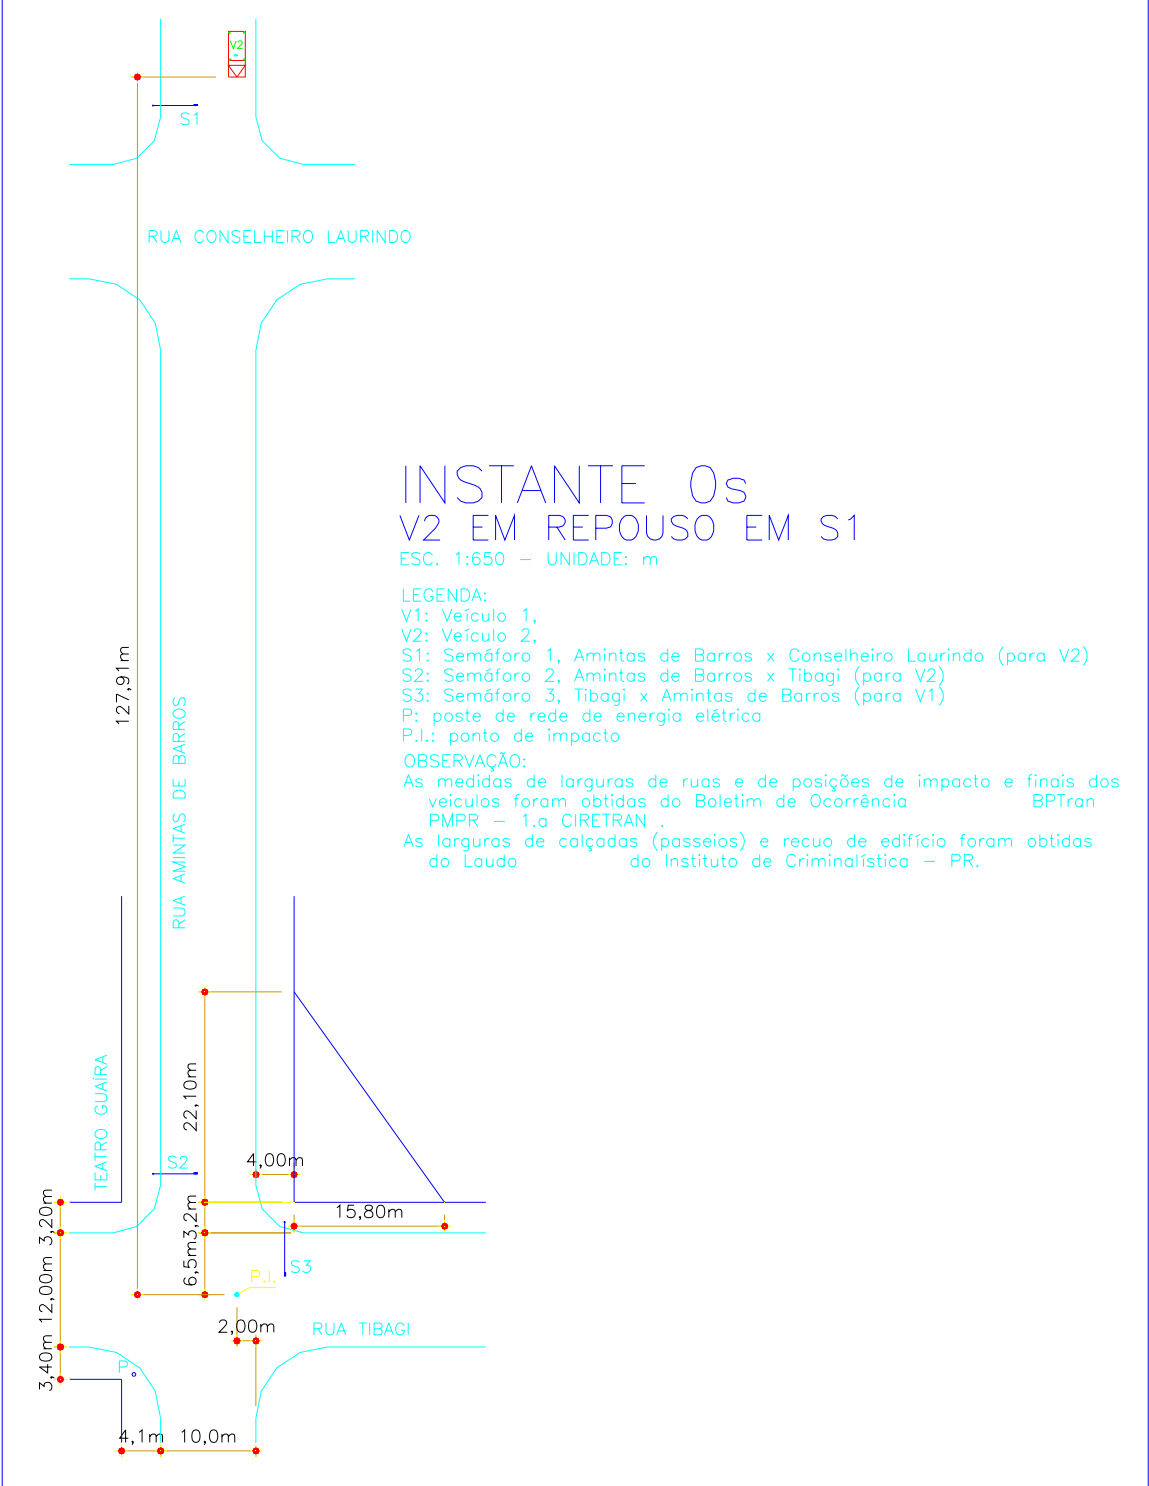 V2
S1
RUA CONSELHEIRO LAURINDO
INSTANTE 0s
V2 EM REPOUSO EM S1
ESC. 1:650 – UNIDADE: m
LEGENDA:
V1: Veículo 1,
V2: Veículo 2,
S1: Semáforo 1, Amintas de Barros x Conselheiro Laurindo (para V2)
S2: Semáforo 2, Amintas de Barros x Tibagi (para V2)
S3: Semáforo 3, Tibagi x Amintas de Barros (para V1)
P: poste de rede de energia elétrica
P.I.: ponto de impacto
OBSERVAÇÃO:
As medidas de larguras de ruas e de posições de impacto e finais dos
veiculos foram obtidas do Boletim de Ocorrência BPTran
PMPR – 1.a CIRETRAN .
As larguras de calçadas (passeios) e recuo de edifício foram obtidas
do Laudo do Instituto de Criminalística – PR.
127,91m
RUA AMINTAS DE BARROS
TEATRO GUAÍRA
22,10m
S2
4,00m
3,20m
3,2m
15,80m
6,5m
S3
P.I.
12,00m
2,00m
RUA TIBAGI
3,40m
P
4,1m
10,0m